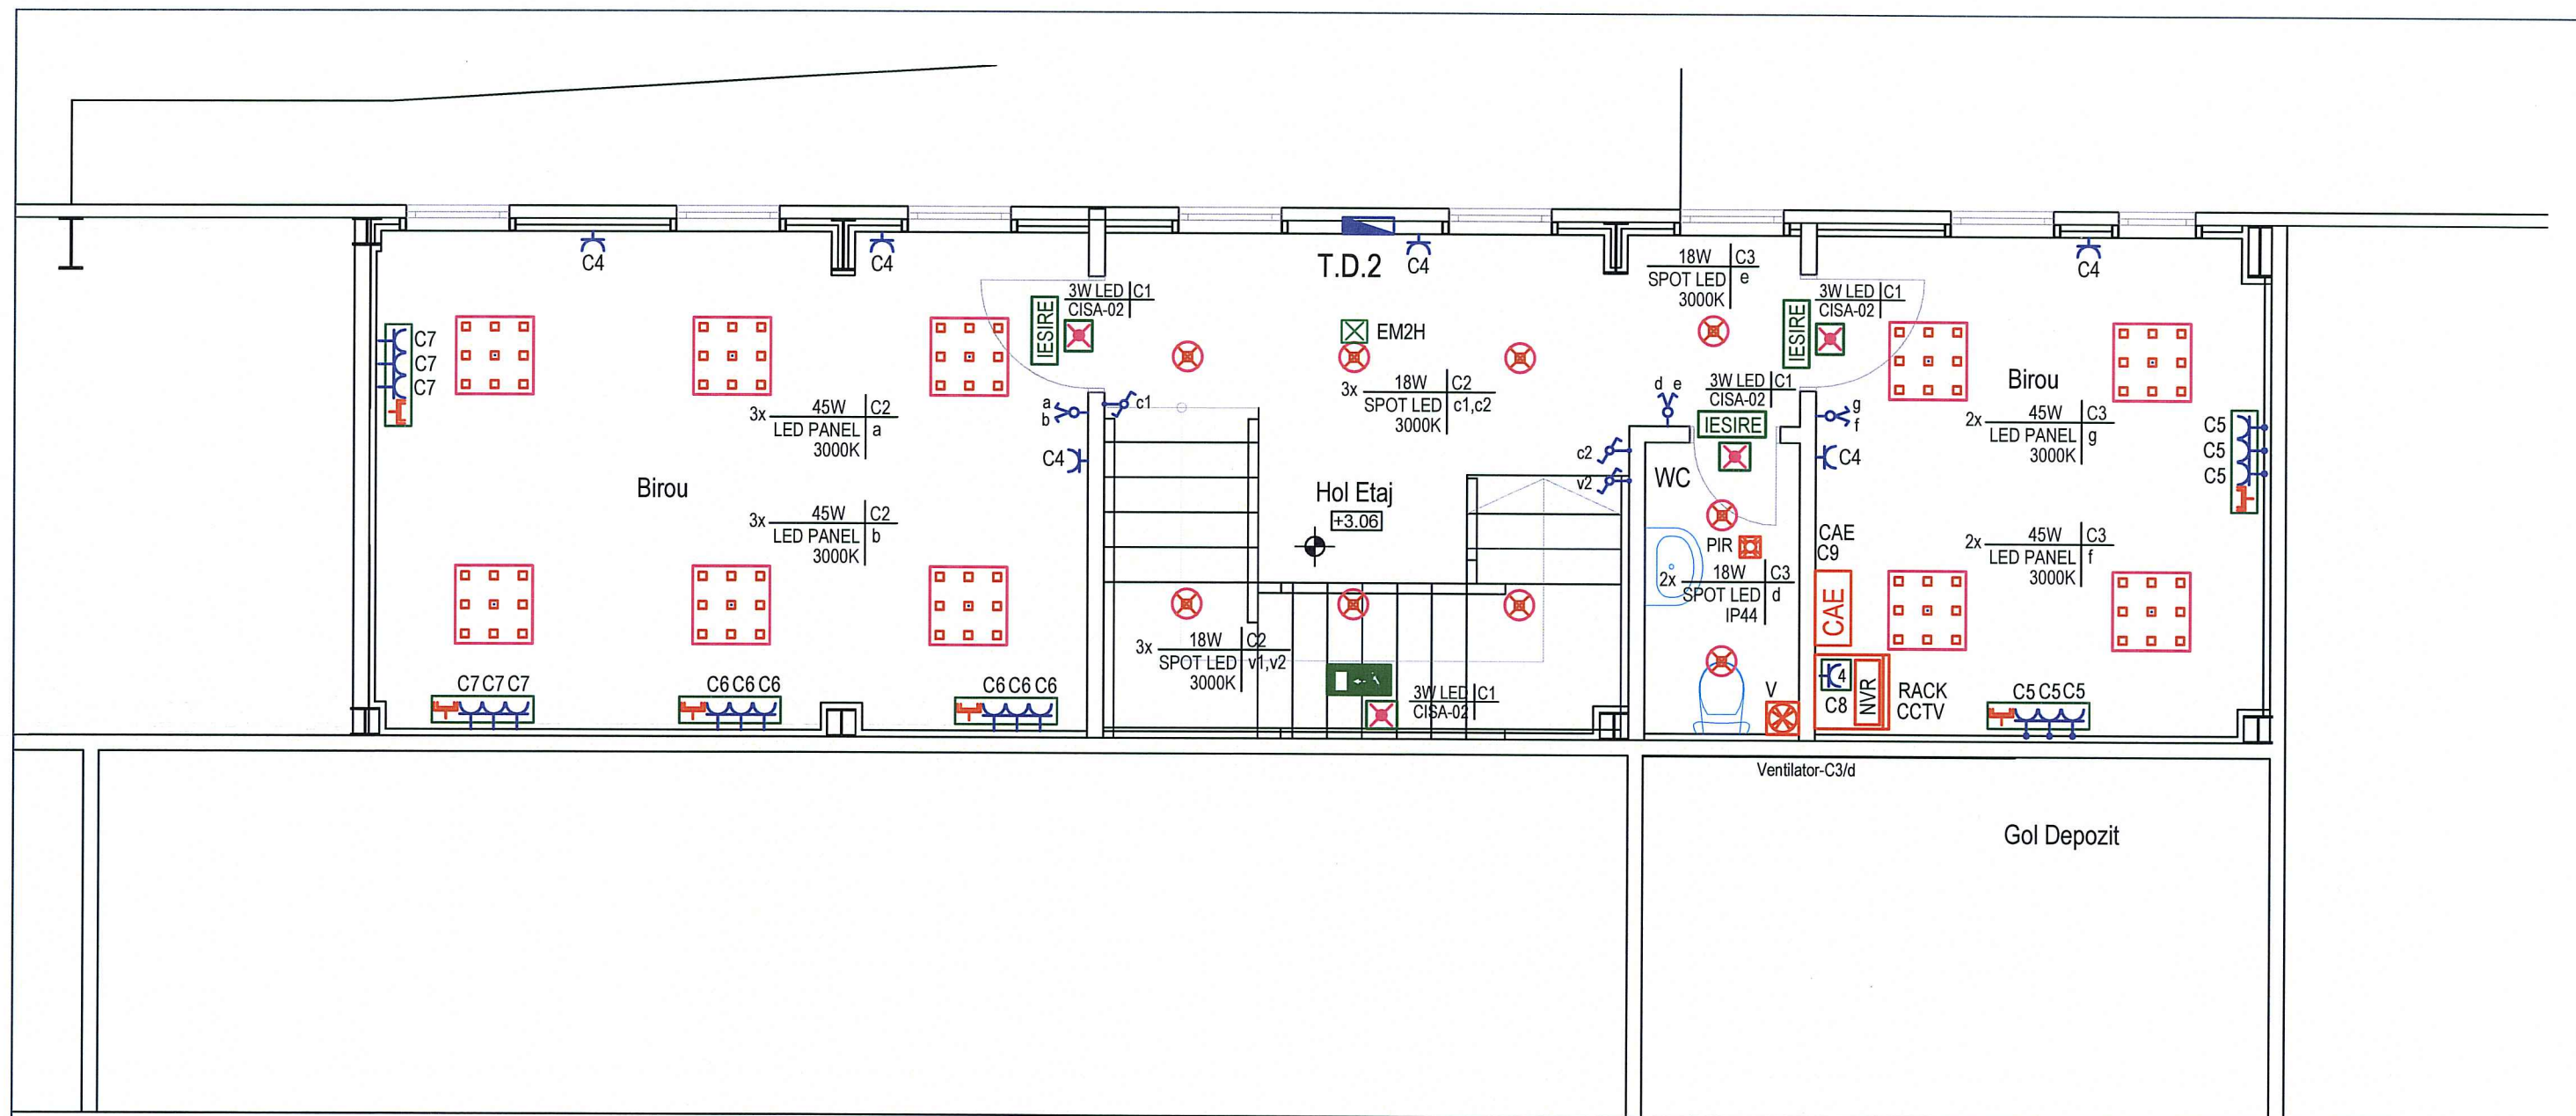 C4
C4
T.D.2
C4
18W C3
SPOT LED e
3000K
C4
3W LED C1
CISA-02
IESIRE
EM2H
3W LED C1
CISA-02
IESIRE
C7
C7
C7
3x 18W C2
SPOT LED c1,c2
3000K
a
b
c1
d e
3W LED C1
CISA-02
IESIRE
g
f
Birou
2x 45W C3
LED PANEL g
3000K
C5
C5
C5
3x 45W C2
LED PANEL a
3000K
C4
c2
v2
WC
C4
Birou
Hol Etaj
+3.06
3x 45W C2
LED PANEL b
3000K
PIR
CAE
C9
2x 45W C3
LED PANEL f
3000K
2x 18W C3
SPOT LED d
IP44
CAE
3x 18W C2
SPOT LED v1,v2
3000K
3W LED C1
CISA-02
C7 C7 C7
C6 C6 C6
C6 C6 C6
V
4
C8
NVR
RACK
CCTV
C5 C5 C5
Ventilator-C3/d
Gol Depozit